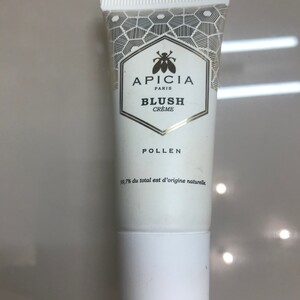 APICIA
PARIS
BLUSH
CRÈME
POLLEN
% du total est d'origine naturelle.